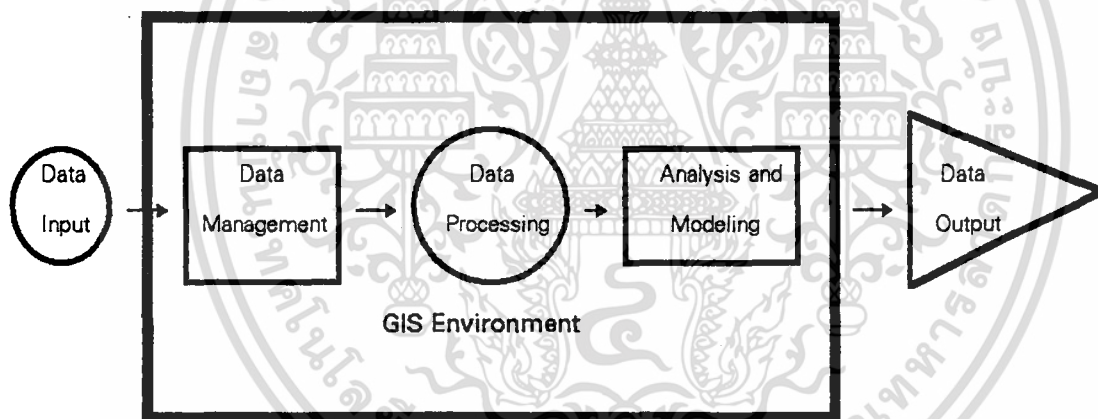 Data
Input
Data
Management
Data
Processing
Analysis and
Modeling
Data
Output
GIS Environment